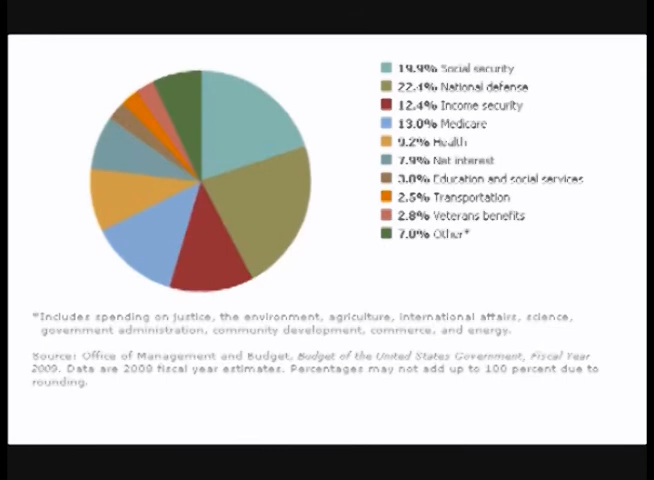 19.9% Social security
22.4% National defense
12.4% Income security
13.0% Medicare
9.2% Health
7.9% Net interest
3.0% Education and social services
2.5% Transportation
2.8% Veterans benefits
7.0% Other*
*Includes spending on justice, the environment, agriculture, international affairs, science,
government administration, community development, commerce, and energy.
Source: Office of Management and Budget, Budget of the United States Government, Fiscal Year
2009. Data are 2008 fiscal year estimates. Percentages may not add up to 100 percent due to
rounding.